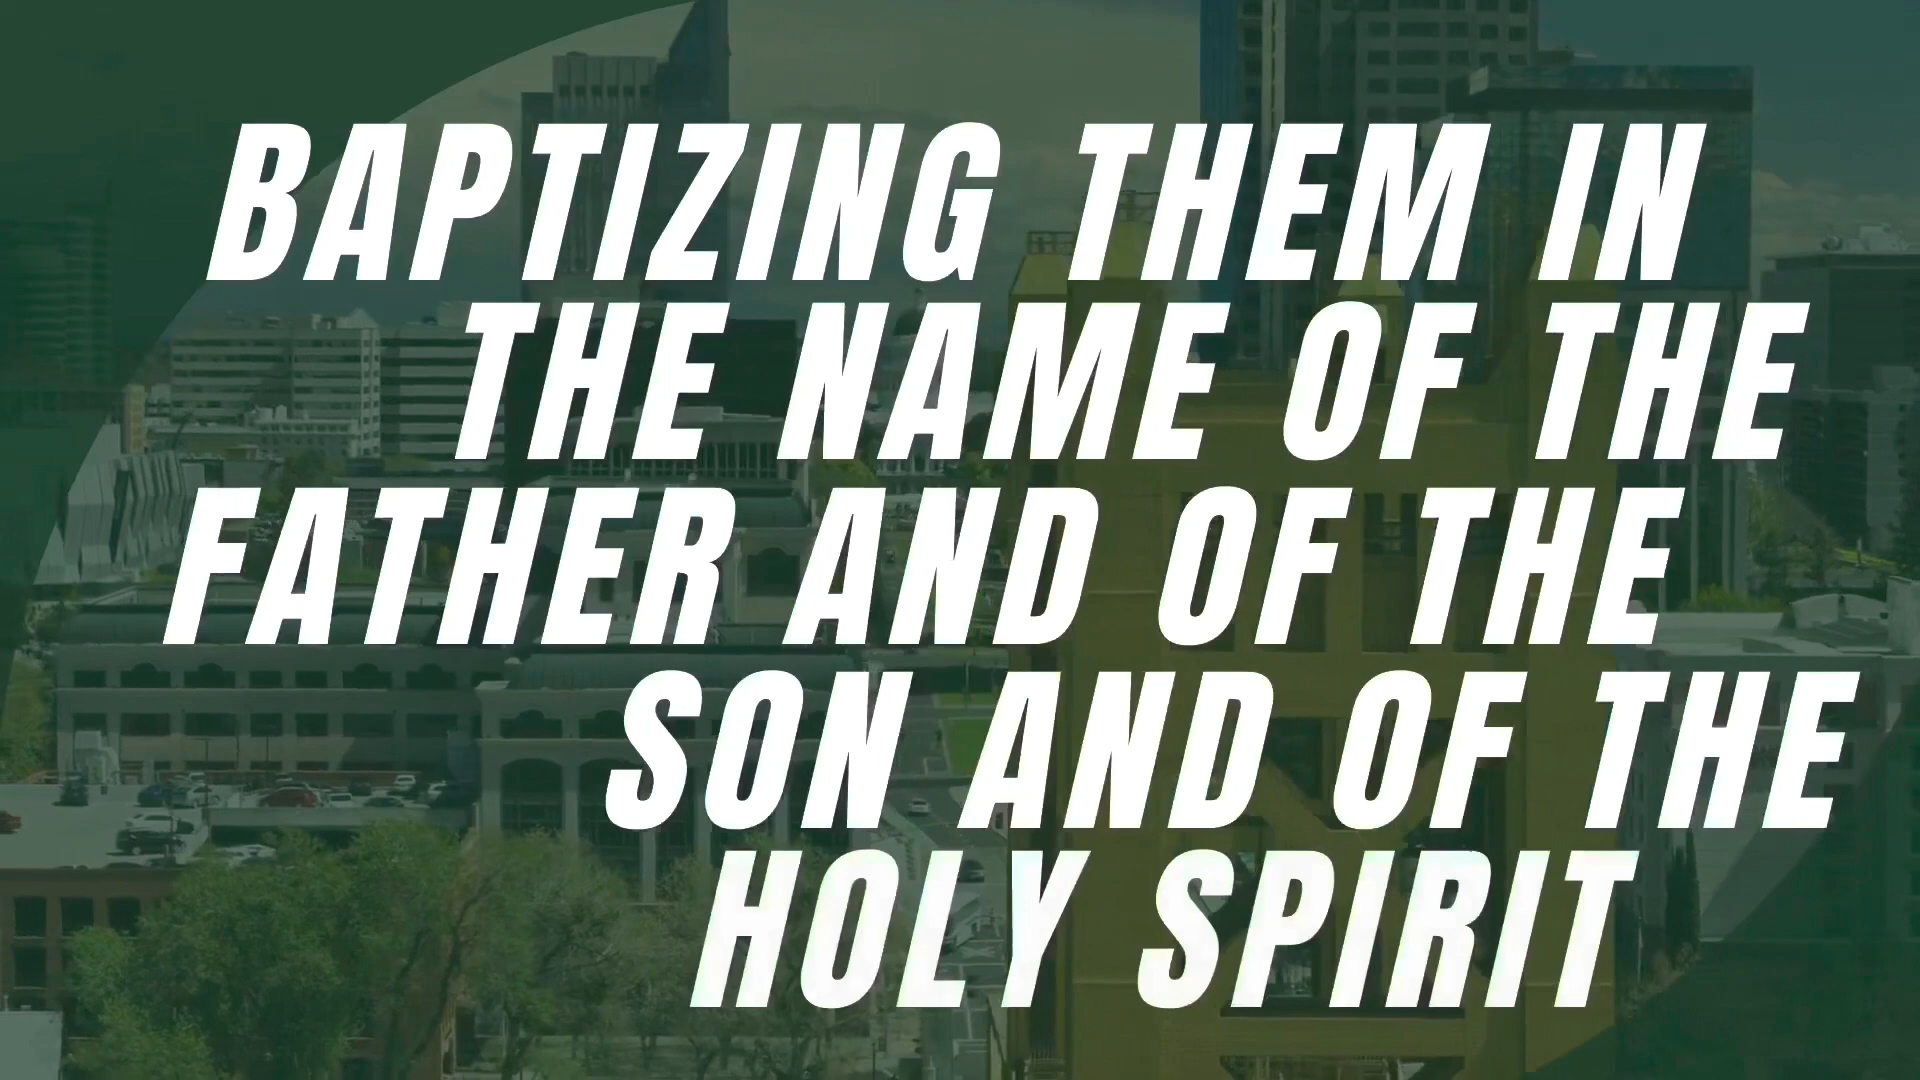 BAPTIZING THEM IN
THE NAME OF THE
FATHER AND OF THE
SON AND OF THE
HOLY SPIRIT